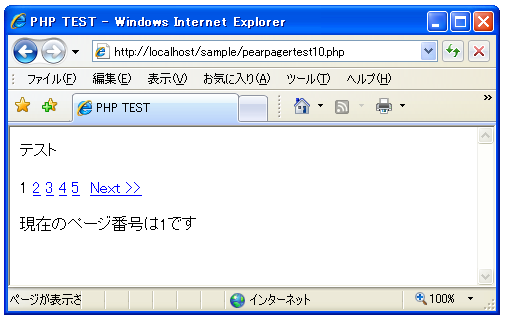 PHP TEST - Windows Internet Explorer
http://localhost/sample/pearpagertest10.php
ファイル(F) 編集(E) 表示(V) お気に入り(A) ツール(T) ヘルプ(H)
PHP TEST
テスト
1 2 3 4 5 Next >>
現在のページ番号は1です
ページが表示さ インターネット 100%